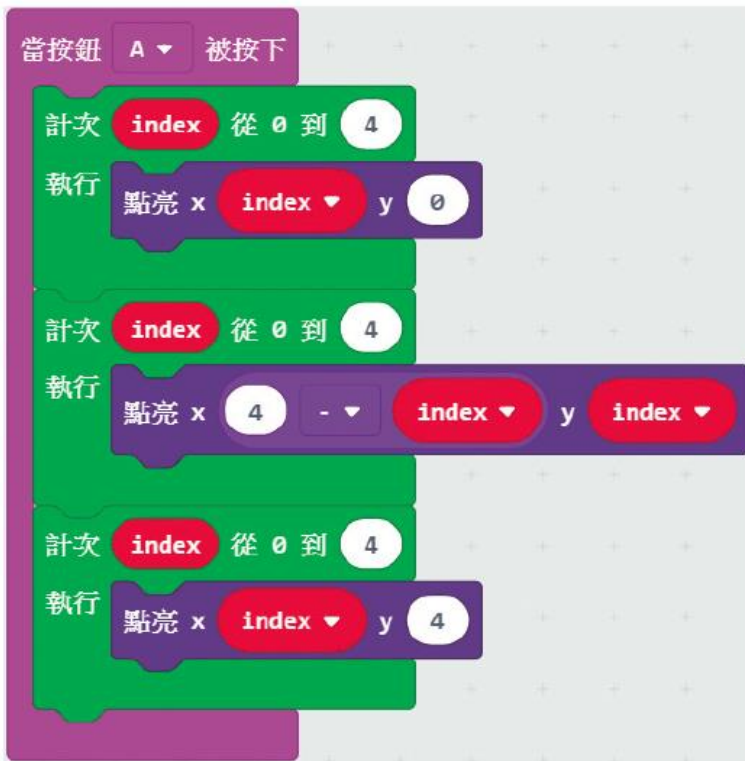 當按鈕 A 被按下
計次 index 從 0 到 4
執行 點亮 x index y 0
計次 index 從 0 到 4
執行 點亮 x 4 - index y index
計次 index 從 0 到 4
執行 點亮 x index y 4